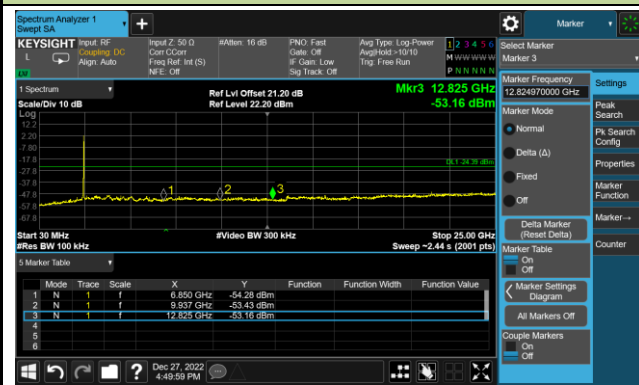 Spectrum Analyzer 1
Swept SA
+
Marker
KEYSIGHT
L
Input: RF
Coupling: DC
Align: Auto
Input Z: 50 Ω
Corr CCorr
Freq Ref: Int (S)
NFE: Off
#Atten: 16 dB
PNO: Fast
Gate: Off
IF Gain: Low
Sig Track: Off
Avg Type: Log-Power
Avg|Hold:>10/10
Trig: Free Run
1 2 3 4 5 6
M W W W W W
P N N N N N
Select Marker
Marker 3
1 Spectrum
Scale/Div 10 dB
Log
Ref Lvl Offset 21.20 dB
Ref Level 22.20 dBm
Mkr3 12.825 GHz
-53.16 dBm
12.2
2.20
-7.80
-17.8
-27.8
-37.8
-47.8
-57.8
-67.8
DL1 -24.39 dBm
1
2
3
Start 30 MHz
#Res BW 100 kHz
#Video BW 300 kHz
Stop 25.00 GHz
Sweep ~2.44 s (2001 pts)
5 Marker Table
Mode Trace Scale X Y Function Function Width Function Value
1 N 1 f 6.850 GHz -54.28 dBm
2 N 1 f 9.937 GHz -53.43 dBm
3 N 1 f 12.825 GHz -53.16 dBm
4
5
6
Marker Frequency
12.824970000 GHz
Marker Mode
Normal
Delta (Δ)
Fixed
Off
Delta Marker
(Reset Delta)
Marker Table
On
Off
Marker Settings
Diagram
All Markers Off
Couple Markers
On
Off
Settings
Peak
Search
Pk Search
Config
Properties
Marker
Function
Marker→
Counter
?
Dec 27, 2022
4:49:59 PM